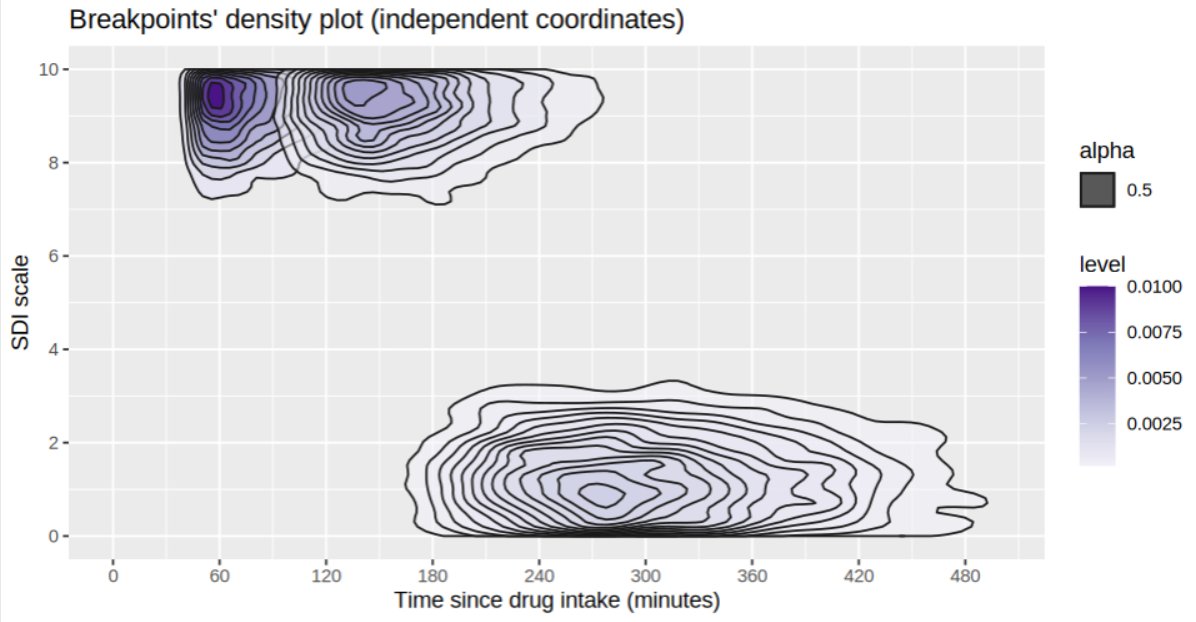 Breakpoints' density plot (independent coordinates)
10
8
6
4
2
0
SDI scale
0 60 120 180 240 300 360 420 480
Time since drug intake (minutes)
alpha
0.5
level
0.0100
0.0075
0.0050
0.0025